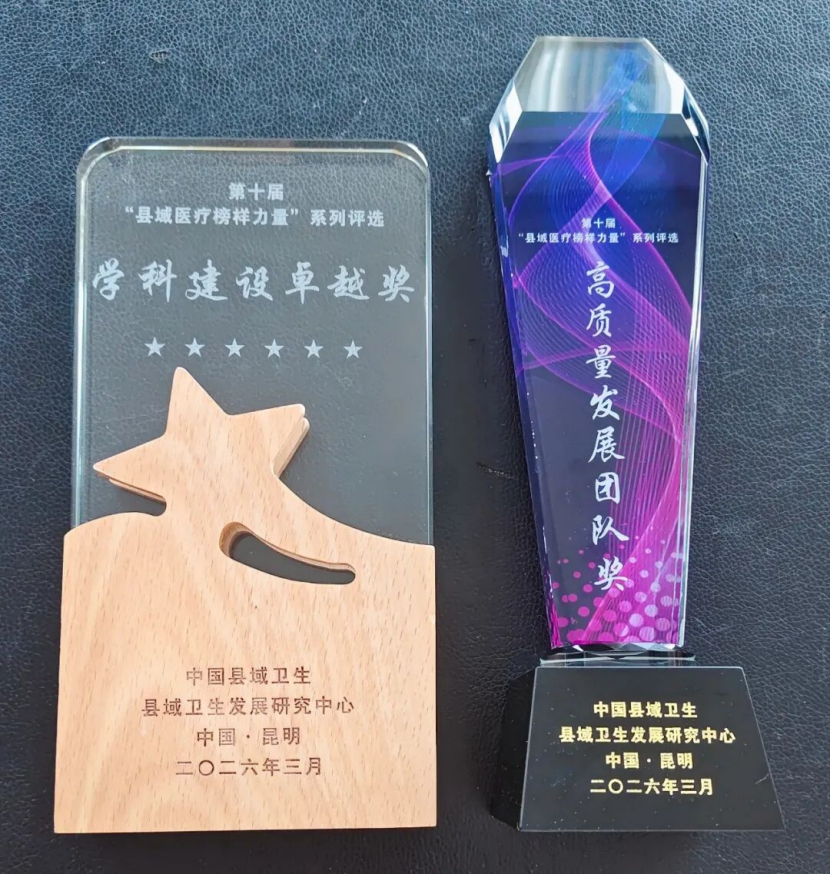 第十届
“县域医疗榜样力量”系列评选
学科建设卓越奖
中国县域卫生
县域卫生发展研究中心
中国·昆明
二〇二六年三月
第十届
“县域医疗榜样力量”系列评选
高质量发展团队奖
中国县域卫生
县域卫生发展研究中心
中国·昆明
二〇二六年三月